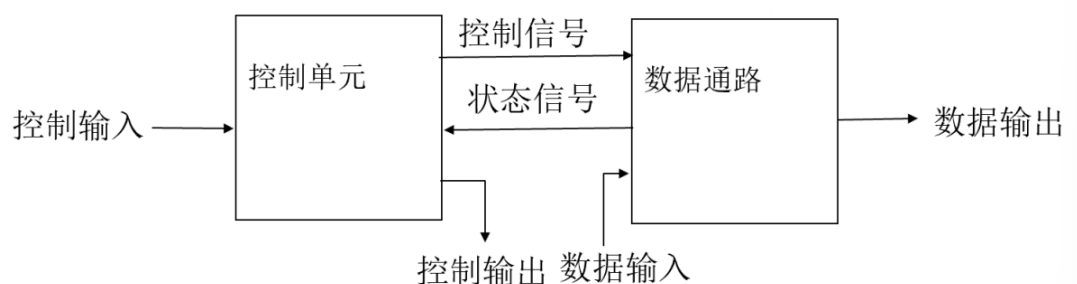 控制信号
控制单元
数据通路
状态信号
控制输入
数据输出
控制输出
数据输入